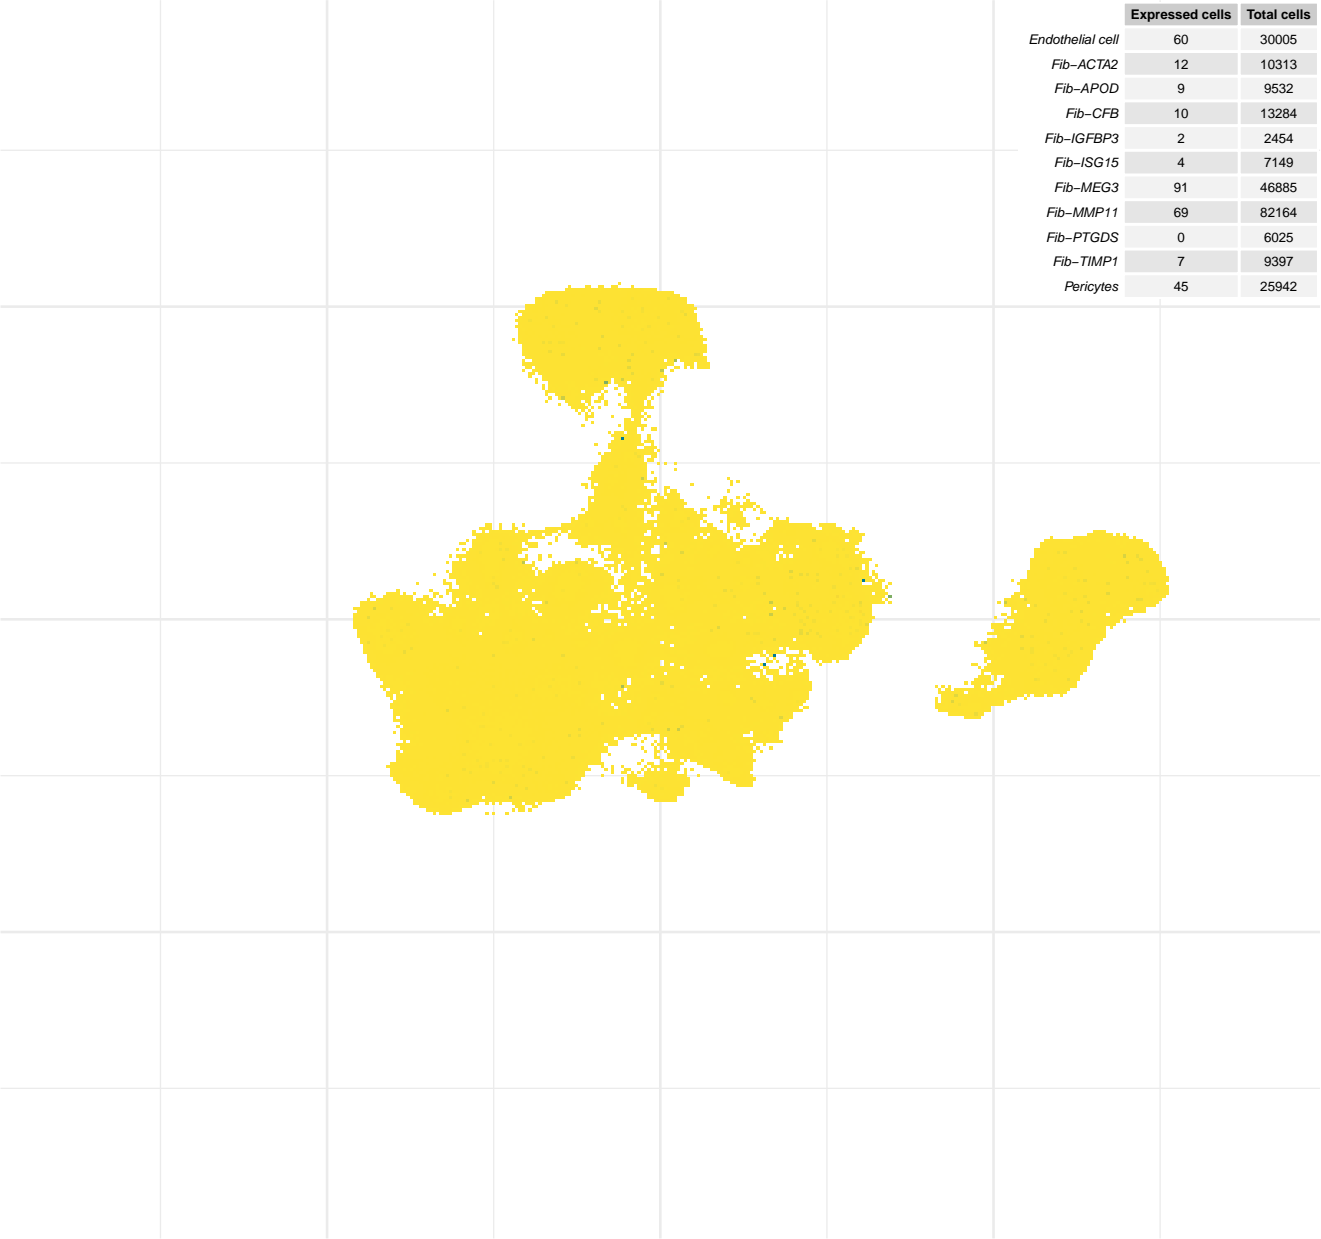 Expressed cells Total cells
Endothelial cell 60 30005
Fib−ACTA2 12 10313
Fib−APOD 9 9532
Fib−CFB 10 13284
Fib−IGFBP3 2 2454
Fib−ISG15 4 7149
Fib−MEG3 91 46885
Fib−MMP11 69 82164
Fib−PTGDS 0 6025
Fib−TIMP1 7 9397
Pericytes 45 25942